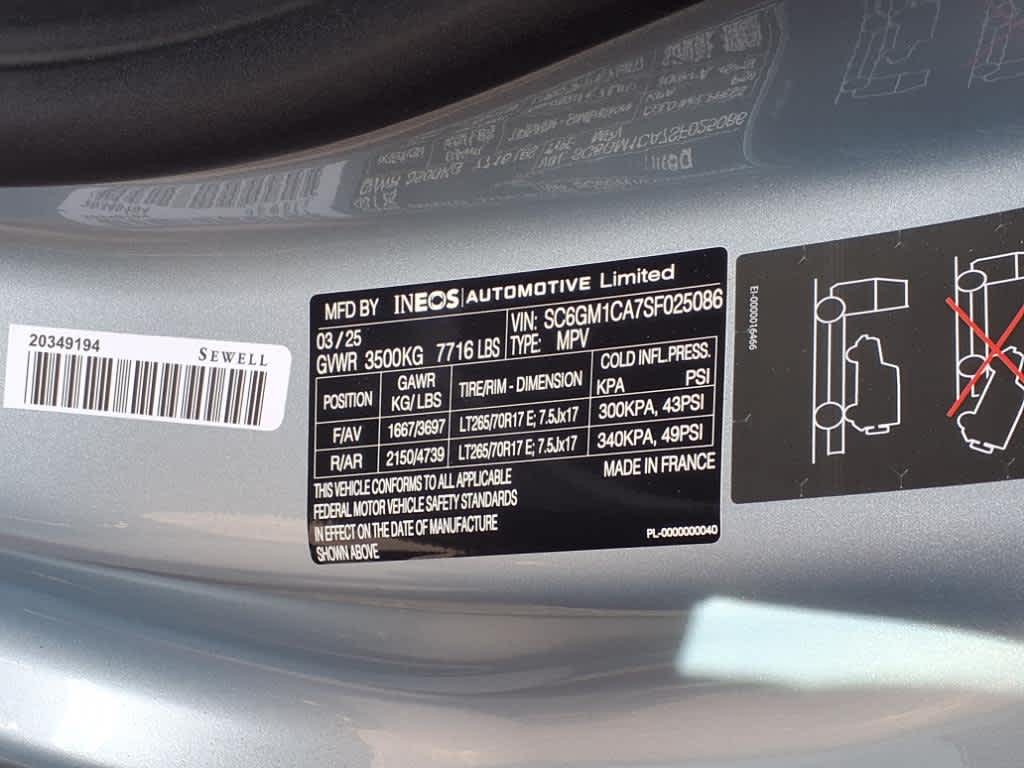 20349194
SEWELL
MFD BY INEOS | AUTOMOTIVE Limited
03 / 25
VIN: SC6GM1CA7SF025086
GVWR 3500KG 7716 LBS
TYPE: MPV
POSITION
GAWR
KG/ LBS
TIRE/RIM - DIMENSION
COLD INFL.PRESS.
KPA PSI
F/AV 1667/3697 LT265/70R17 E; 7.5Jx17 300KPA, 43PSI
R/AR 2150/4739 LT265/70R17 E; 7.5Jx17 340KPA, 49PSI
MADE IN FRANCE
THIS VEHICLE CONFORMS TO ALL APPLICABLE
FEDERAL MOTOR VEHICLE SAFETY STANDARDS
IN EFFECT ON THE DATE OF MANUFACTURE
SHOWN ABOVE
PL-0000000040
EI-0000016466